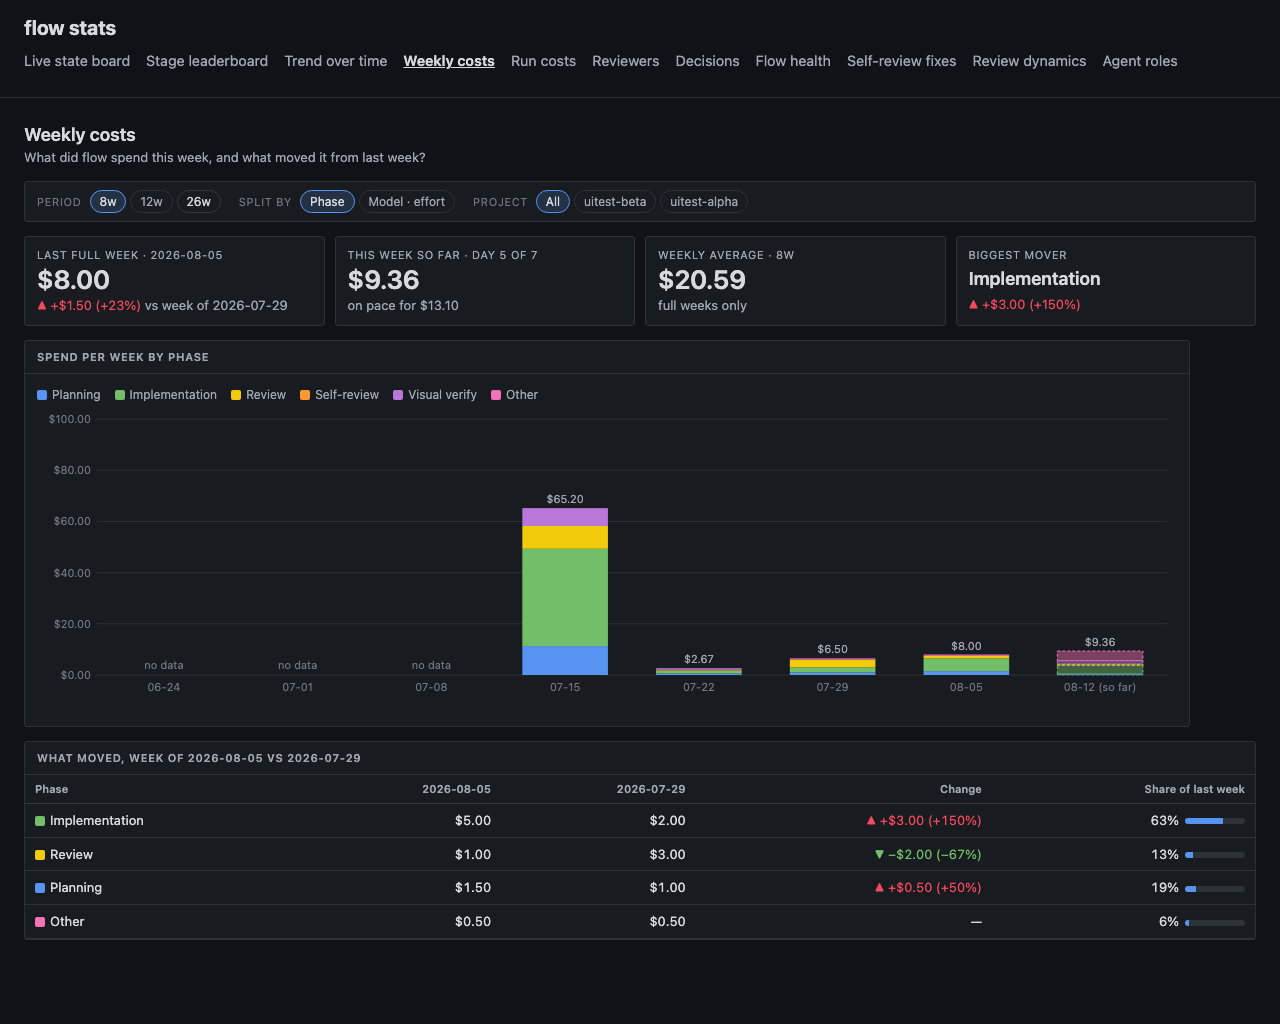 flow stats
Live state board Stage leaderboard Trend over time Weekly costs Run costs Reviewers Decisions Flow health Self-review fixes Review dynamics Agent roles
Weekly costs
What did flow spend this week, and what moved it from last week?
PERIOD 8w 12w 26w SPLIT BY Phase Model · effort PROJECT All uitest-beta uitest-alpha
LAST FULL WEEK · 2026-08-05
$8.00
▲ +$1.50 (+23%) vs week of 2026-07-29
THIS WEEK SO FAR · DAY 5 OF 7
$9.36
on pace for $13.10
WEEKLY AVERAGE · 8W
$20.59
full weeks only
BIGGEST MOVER
Implementation
▲ +$3.00 (+150%)
SPEND PER WEEK BY PHASE
Planning Implementation Review Self-review Visual verify Other
$100.00
$80.00
$60.00
$40.00
$20.00
$0.00
no data no data no data $65.20 $2.67 $6.50 $8.00 $9.36
06-24 07-01 07-08 07-15 07-22 07-29 08-05 08-12 (so far)
WHAT MOVED, WEEK OF 2026-08-05 VS 2026-07-29
Phase 2026-08-05 2026-07-29 Change Share of last week
Implementation $5.00 $2.00 ▲ +$3.00 (+150%) 63%
Review $1.00 $3.00 ▼ −$2.00 (−67%) 13%
Planning $1.50 $1.00 ▲ +$0.50 (+50%) 19%
Other $0.50 $0.50 — 6%